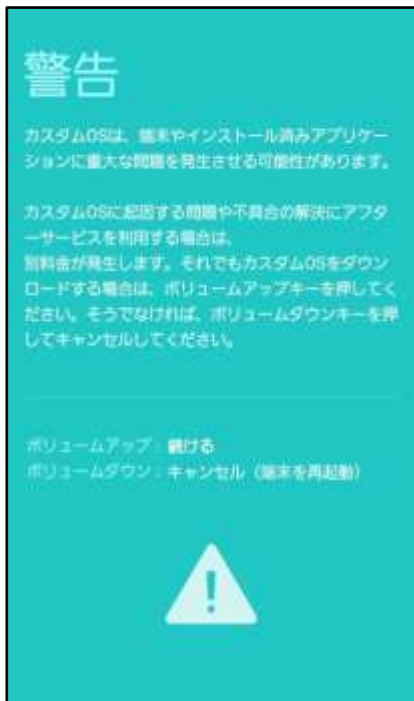 警告
カスタムOSは、端末やインストール済みアプリケー
ションに重大な問題を発生させる可能性があります。
カスタムOSに起因する問題や不具合の解決にアフタ
ーサービスを利用する場合は、
別料金が発生します。それでもカスタムOSをダウン
ロードする場合は、ボリュームアップキーを押してく
ださい。そうでなければ、ボリュームダウンキーを押
してキャンセルしてください。
ボリュームアップ：続ける
ボリュームダウン：キャンセル（端末を再起動）